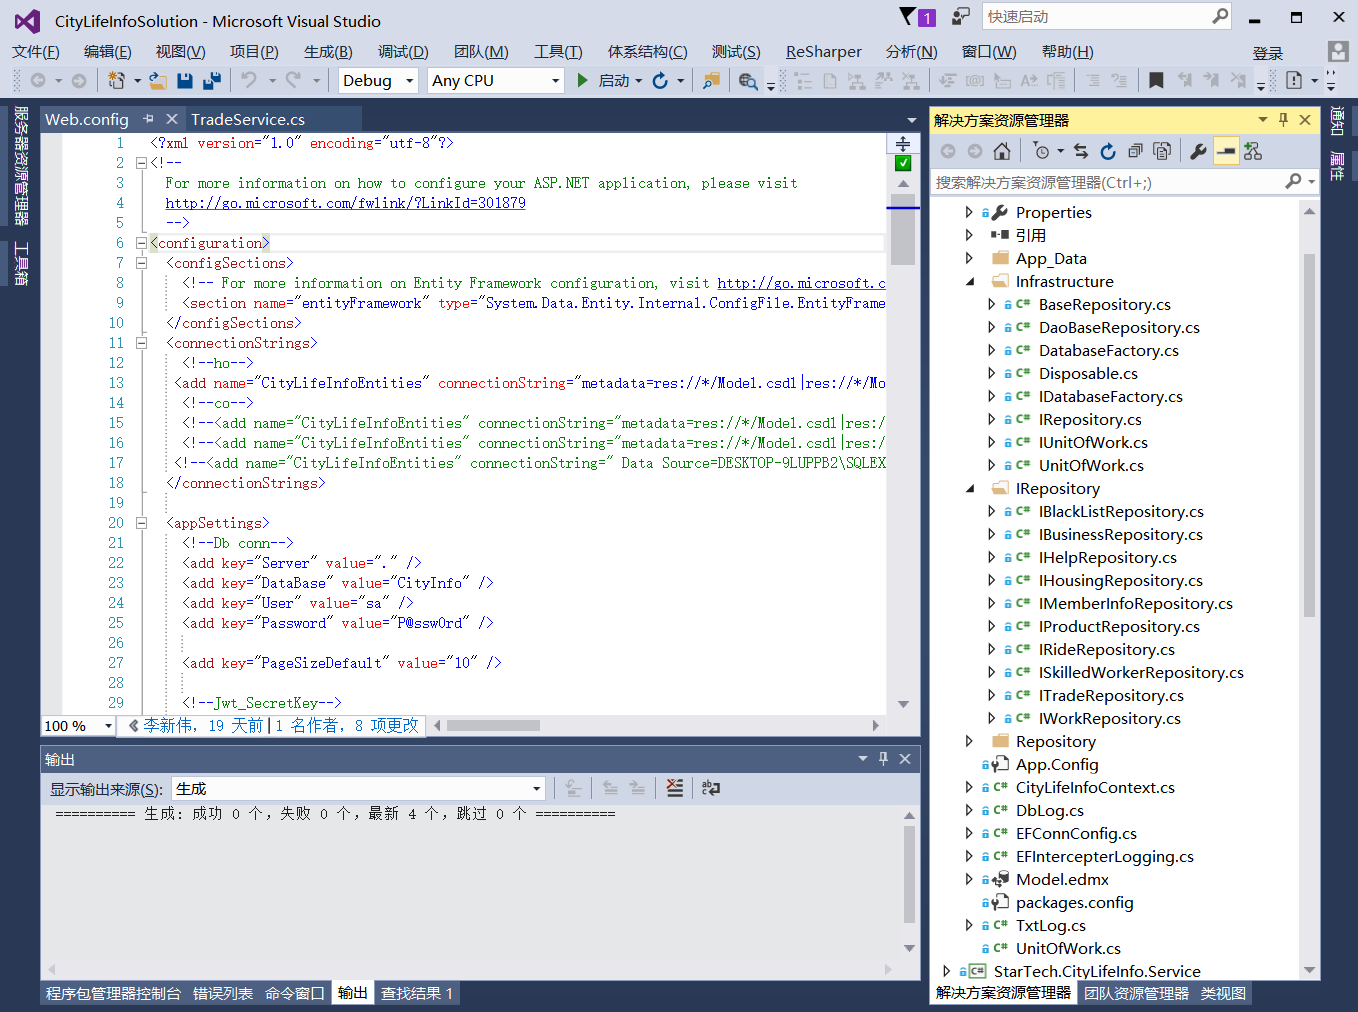 CityLifeInfoSolution - Microsoft Visual Studio
1
快速启动
文件(F) 编辑(E) 视图(V) 项目(P) 生成(B) 调试(D) 团队(M) 工具(T) 体系结构(C) 测试(S) ReSharper 分析(N) 窗口(W) 帮助(H) 登录
Debug Any CPU 启动
服务器资源管理器
工具箱
Web.config TradeService.cs
1 <?xml version="1.0" encoding="utf-8"?>
2 <!--
3 For more information on how to configure your ASP.NET application, please visit
4 http://go.microsoft.com/fwlink/?LinkId=301879
5 -->
6 <configuration>
7 <configSections>
8 <!-- For more information on Entity Framework configuration, visit http://go.microsoft.c
9 <section name="entityFramework" type="System.Data.Entity.Internal.ConfigFile.EntityFrame
10 </configSections>
11 <connectionStrings>
12 <!--ho-->
13 <add name="CityLifeInfoEntities" connectionString="metadata=res://*/Model.csdl|res://*/Mo
14 <!--co-->
15 <!--<add name="CityLifeInfoEntities" connectionString="metadata=res://*/Model.csdl|res:/
16 <!--<add name="CityLifeInfoEntities" connectionString="metadata=res://*/Model.csdl|res:/
17 <!--<add name="CityLifeInfoEntities" connectionString=" Data Source=DESKTOP-9LUPPB2\SQLEX
18 </connectionStrings>
19
20 <appSettings>
21 <!--Db conn-->
22 <add key="Server" value="." />
23 <add key="DataBase" value="CityInfo" />
24 <add key="User" value="sa" />
25 <add key="Password" value="P@ssw0rd" />
26
27 <add key="PageSizeDefault" value="10" />
28
29 <!--Jwt_SecretKey-->
100 % 李新伟，19 天前|1 名作者，8 项更改
输出
显示输出来源(S): 生成
========== 生成: 成功 0 个，失败 0 个，最新 4 个，跳过 0 个 ==========
程序包管理器控制台 错误列表 命令窗口 输出 查找结果 1
解决方案资源管理器
搜索解决方案资源管理器(Ctrl+;)
Properties
引用
App_Data
Infrastructure
C# BaseRepository.cs
C# DaoBaseRepository.cs
C# DatabaseFactory.cs
C# Disposable.cs
C# IDatabaseFactory.cs
C# IRepository.cs
C# IUnitOfWork.cs
C# UnitOfWork.cs
IRepository
C# IBlackListRepository.cs
C# IBusinessRepository.cs
C# IHelpRepository.cs
C# IHousingRepository.cs
C# IMemberInfoRepository.cs
C# IProductRepository.cs
C# IRideRepository.cs
C# ISkilledWorkerRepository.cs
C# ITradeRepository.cs
C# IWorkRepository.cs
Repository
App.Config
C# CityLifeInfoContext.cs
C# DbLog.cs
C# EFConnConfig.cs
C# EFIntercepterLogging.cs
Model.edmx
packages.config
C# TxtLog.cs
C# UnitOfWork.cs
C# StarTech.CityLifeInfo.Service
解决方案资源管理器 团队资源管理器 类视图
通知
属性